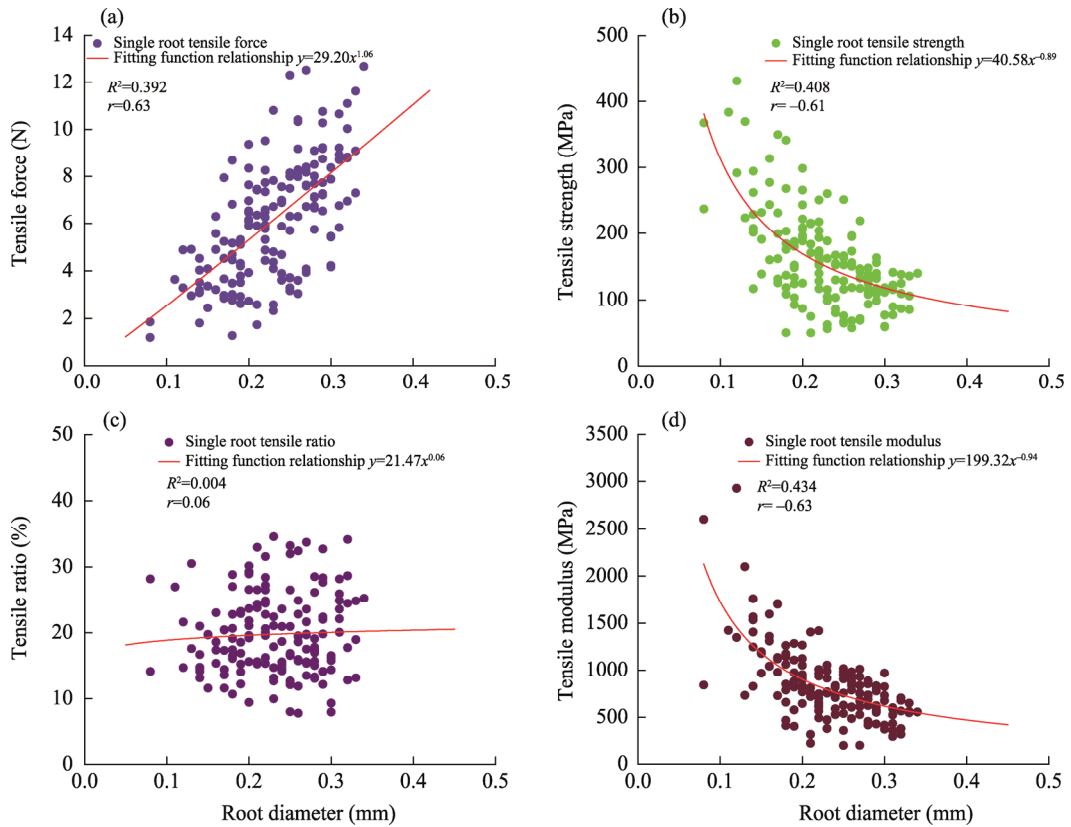 (a)
14
12
10
8
6
4
2
0
Tensile force (N)
Single root tensile force
Fitting function relationship y=29.20x^1.06
R²=0.392
r=0.63
0.0 0.1 0.2 0.3 0.4 0.5
(b)
500
400
300
200
100
0
Tensile strength (MPa)
Single root tensile strength
Fitting function relationship y=40.58x^−0.89
R²=0.408
r= −0.61
0.0 0.1 0.2 0.3 0.4 0.5
(c)
50
40
30
20
10
0
Tensile ratio (%)
Single root tensile ratio
Fitting function relationship y=21.47x^0.06
R²=0.004
r=0.06
0.0 0.1 0.2 0.3 0.4 0.5
Root diameter (mm)
(d)
3500
3000
2500
2000
1500
1000
500
0
Tensile modulus (MPa)
Single root tensile modulus
Fitting function relationship y=199.32x^−0.94
R²=0.434
r= −0.63
0.0 0.1 0.2 0.3 0.4 0.5
Root diameter (mm)